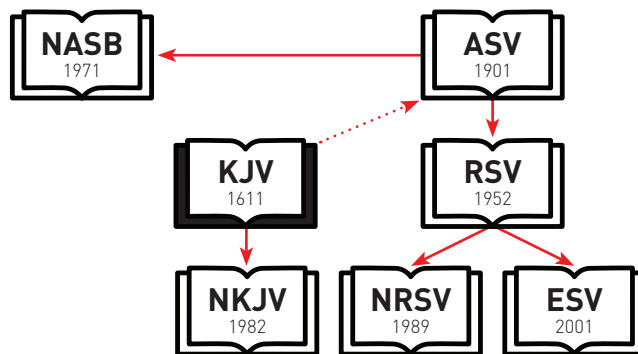 NASB
1971
ASV
1901
KJV
1611
RSV
1952
NKJV
1982
NRSV
1989
ESV
2001